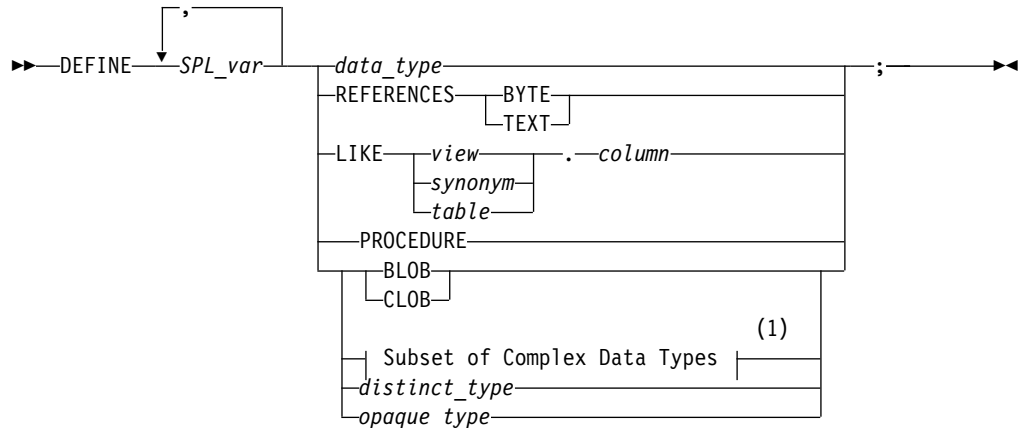 ,
DEFINE SPL_var data_type ;
REFERENCES BYTE
TEXT
LIKE view . column
synonym
table
PROCEDURE
BLOB
CLOB
(1)
Subset of Complex Data Types
distinct_type
opaque type